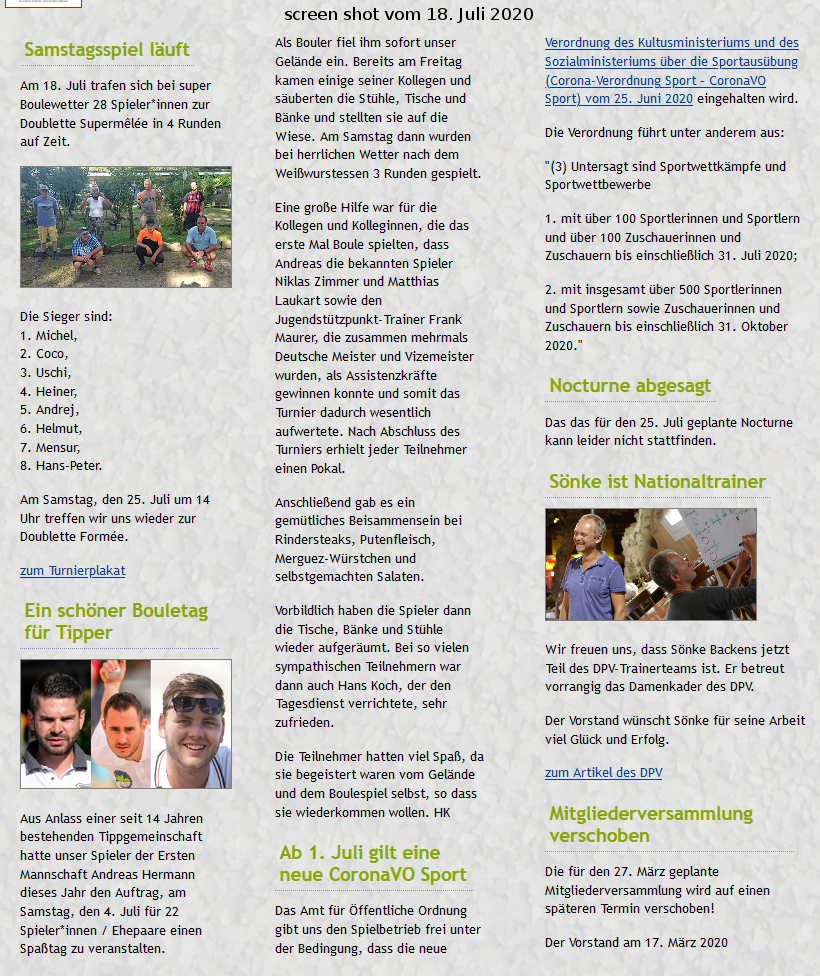 screen shot vom 18. Juli 2020
Samstagsspiel läuft
Am 18. Juli trafen sich bei super
Boulewetter 28 Spieler*innen zur
Doublette Supermêlée in 4 Runden
auf Zeit.
Die Sieger sind:
1. Michel,
2. Coco,
3. Uschi,
4. Heiner,
5. Andrej,
6. Helmut,
7. Mensur,
8. Hans-Peter.
Am Samstag, den 25. Juli um 14
Uhr treffen wir uns wieder zur
Doublette Formée.
zum Turnierplakat
Ein schöner Bouletag
für Tipper
Aus Anlass einer seit 14 Jahren
bestehenden Tippgemeinschaft
hatte unser Spieler der Ersten
Mannschaft Andreas Hermann
dieses Jahr den Auftrag, am
Samstag, den 4. Juli für 22
Spieler*innen / Ehepaare einen
Spaßtag zu veranstalten.
Als Bouler fiel ihm sofort unser
Gelände ein. Bereits am Freitag
kamen einige seiner Kollegen und
säuberten die Stühle, Tische und
Bänke und stellten sie auf die
Wiese. Am Samstag dann wurden
bei herrlichen Wetter nach dem
Weißwurstessen 3 Runden gespielt.
Eine große Hilfe war für die
Kollegen und Kolleginnen, die das
erste Mal Boule spielten, dass
Andreas die bekannten Spieler
Niklas Zimmer und Matthias
Laukart sowie den
Jugendstützpunkt-Trainer Frank
Maurer, die zusammen mehrmals
Deutsche Meister und Vizemeister
wurden, als Assistenzkräfte
gewinnen konnte und somit das
Turnier dadurch wesentlich
aufwertete. Nach Abschluss des
Turniers erhielt jeder Teilnehmer
einen Pokal.
Anschließend gab es ein
gemütliches Beisammensein bei
Rindersteaks, Putenfleisch,
Merguez-Würstchen und
selbstgemachten Salaten.
Vorbildlich haben die Spieler dann
die Tische, Bänke und Stühle
wieder aufgeräumt. Bei so vielen
sympathischen Teilnehmern war
dann auch Hans Koch, der den
Tagesdienst verrichtete, sehr
zufrieden.
Die Teilnehmer hatten viel Spaß, da
sie begeistert waren vom Gelände
und dem Boulespiel selbst, so dass
sie wiederkommen wollen. HK
Ab 1. Juli gilt eine
neue CoronaVO Sport
Das Amt für Öffentliche Ordnung
gibt uns den Spielbetrieb frei unter
der Bedingung, dass die neue
Verordnung des Kultusministeriums und des
Sozialministeriums über die Sportausübung
(Corona-Verordnung Sport – CoronaVO
Sport) vom 25. Juni 2020 eingehalten wird.
Die Verordnung führt unter anderem aus:
"(3) Untersagt sind Sportwettkämpfe und
Sportwettbewerbe
1. mit über 100 Sportlerinnen und Sportlern
und über 100 Zuschauerinnen und
Zuschauern bis einschließlich 31. Juli 2020;
2. mit insgesamt über 500 Sportlerinnen
und Sportlern sowie Zuschauerinnen und
Zuschauern bis einschließlich 31. Oktober
2020."
Nocturne abgesagt
Das das für den 25. Juli geplante Nocturne
kann leider nicht stattfinden.
Sönke ist Nationaltrainer
Wir freuen uns, dass Sönke Backens jetzt
Teil des DPV-Trainerteams ist. Er betreut
vorrangig das Damenkader des DPV.
Der Vorstand wünscht Sönke für seine Arbeit
viel Glück und Erfolg.
zum Artikel des DPV
Mitgliederversammlung
verschoben
Die für den 27. März geplante
Mitgliederversammlung wird auf einen
späteren Termin verschoben!
Der Vorstand am 17. März 2020